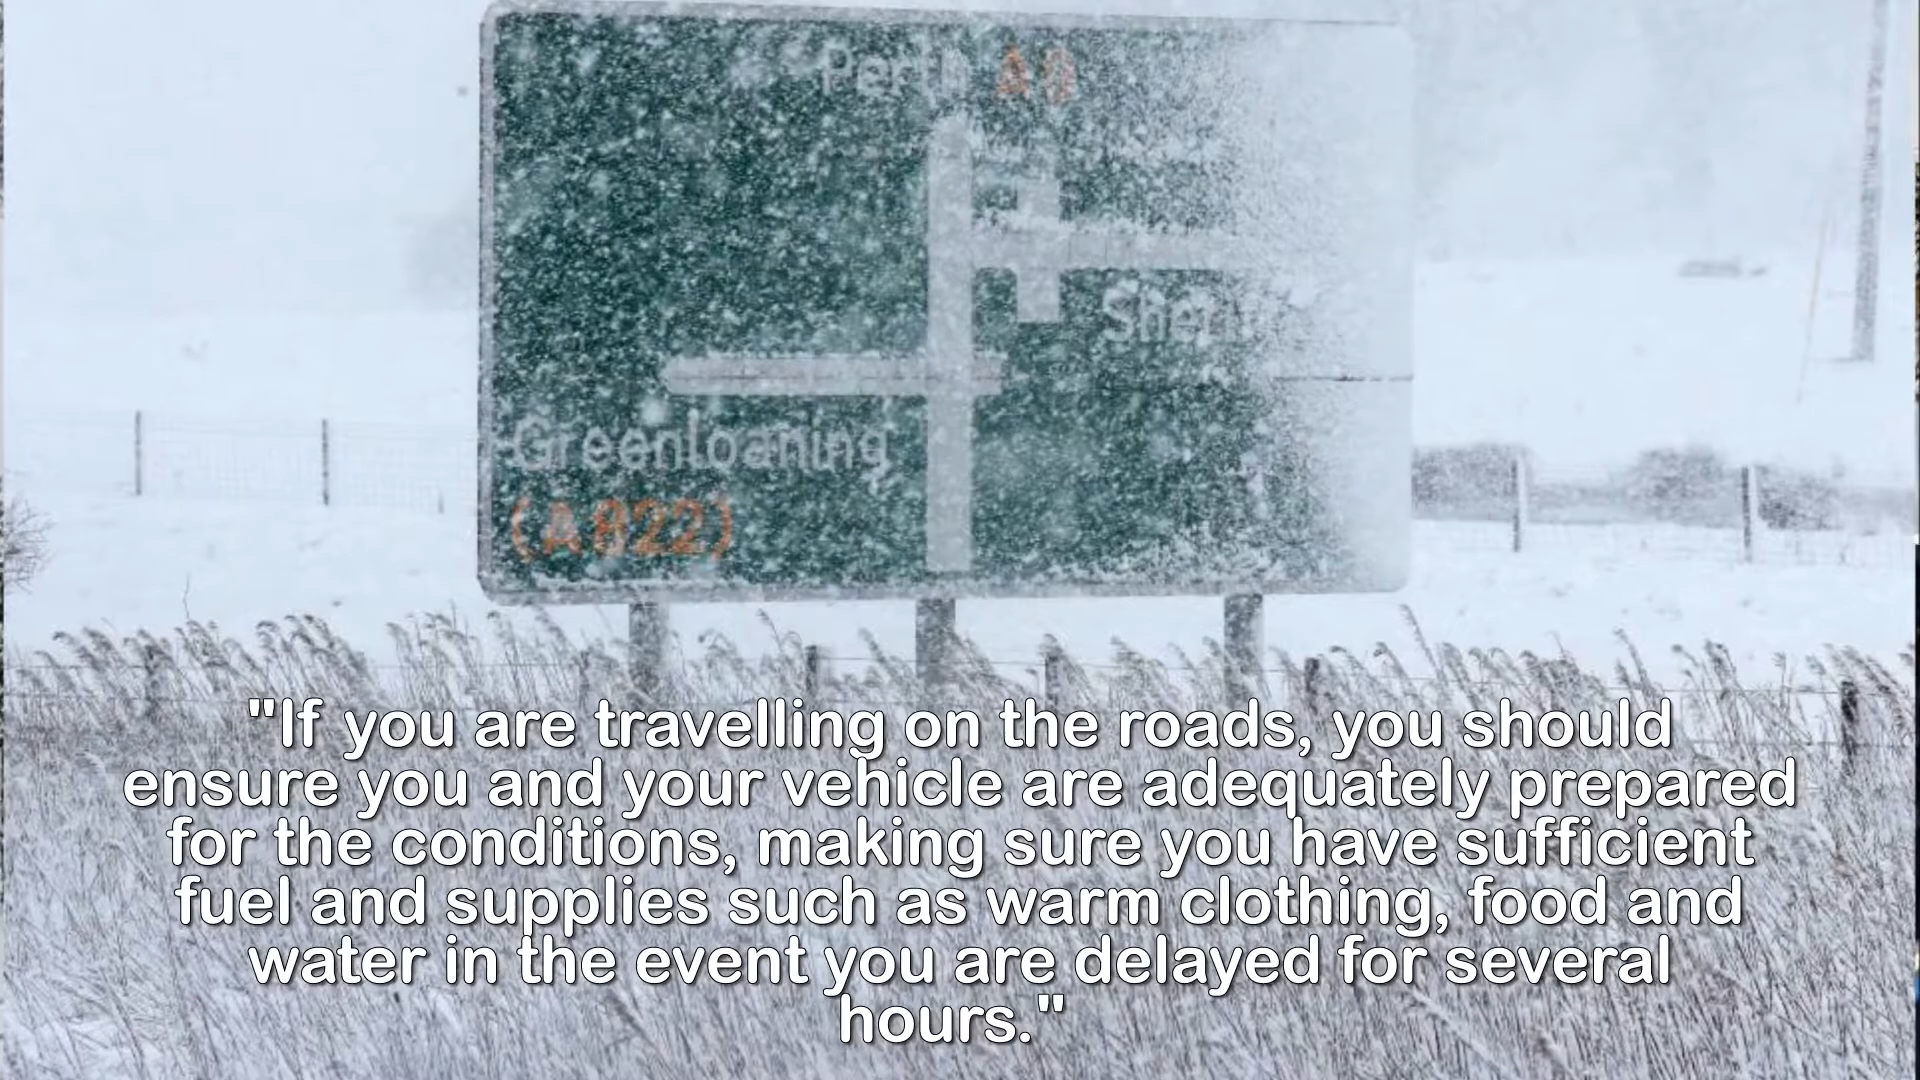 Perth A9
Greenloaning
(A822)
"If you are travelling on the roads, you should
ensure you and your vehicle are adequately prepared
for the conditions, making sure you have sufficient
fuel and supplies such as warm clothing, food and
water in the event you are delayed for several
hours."